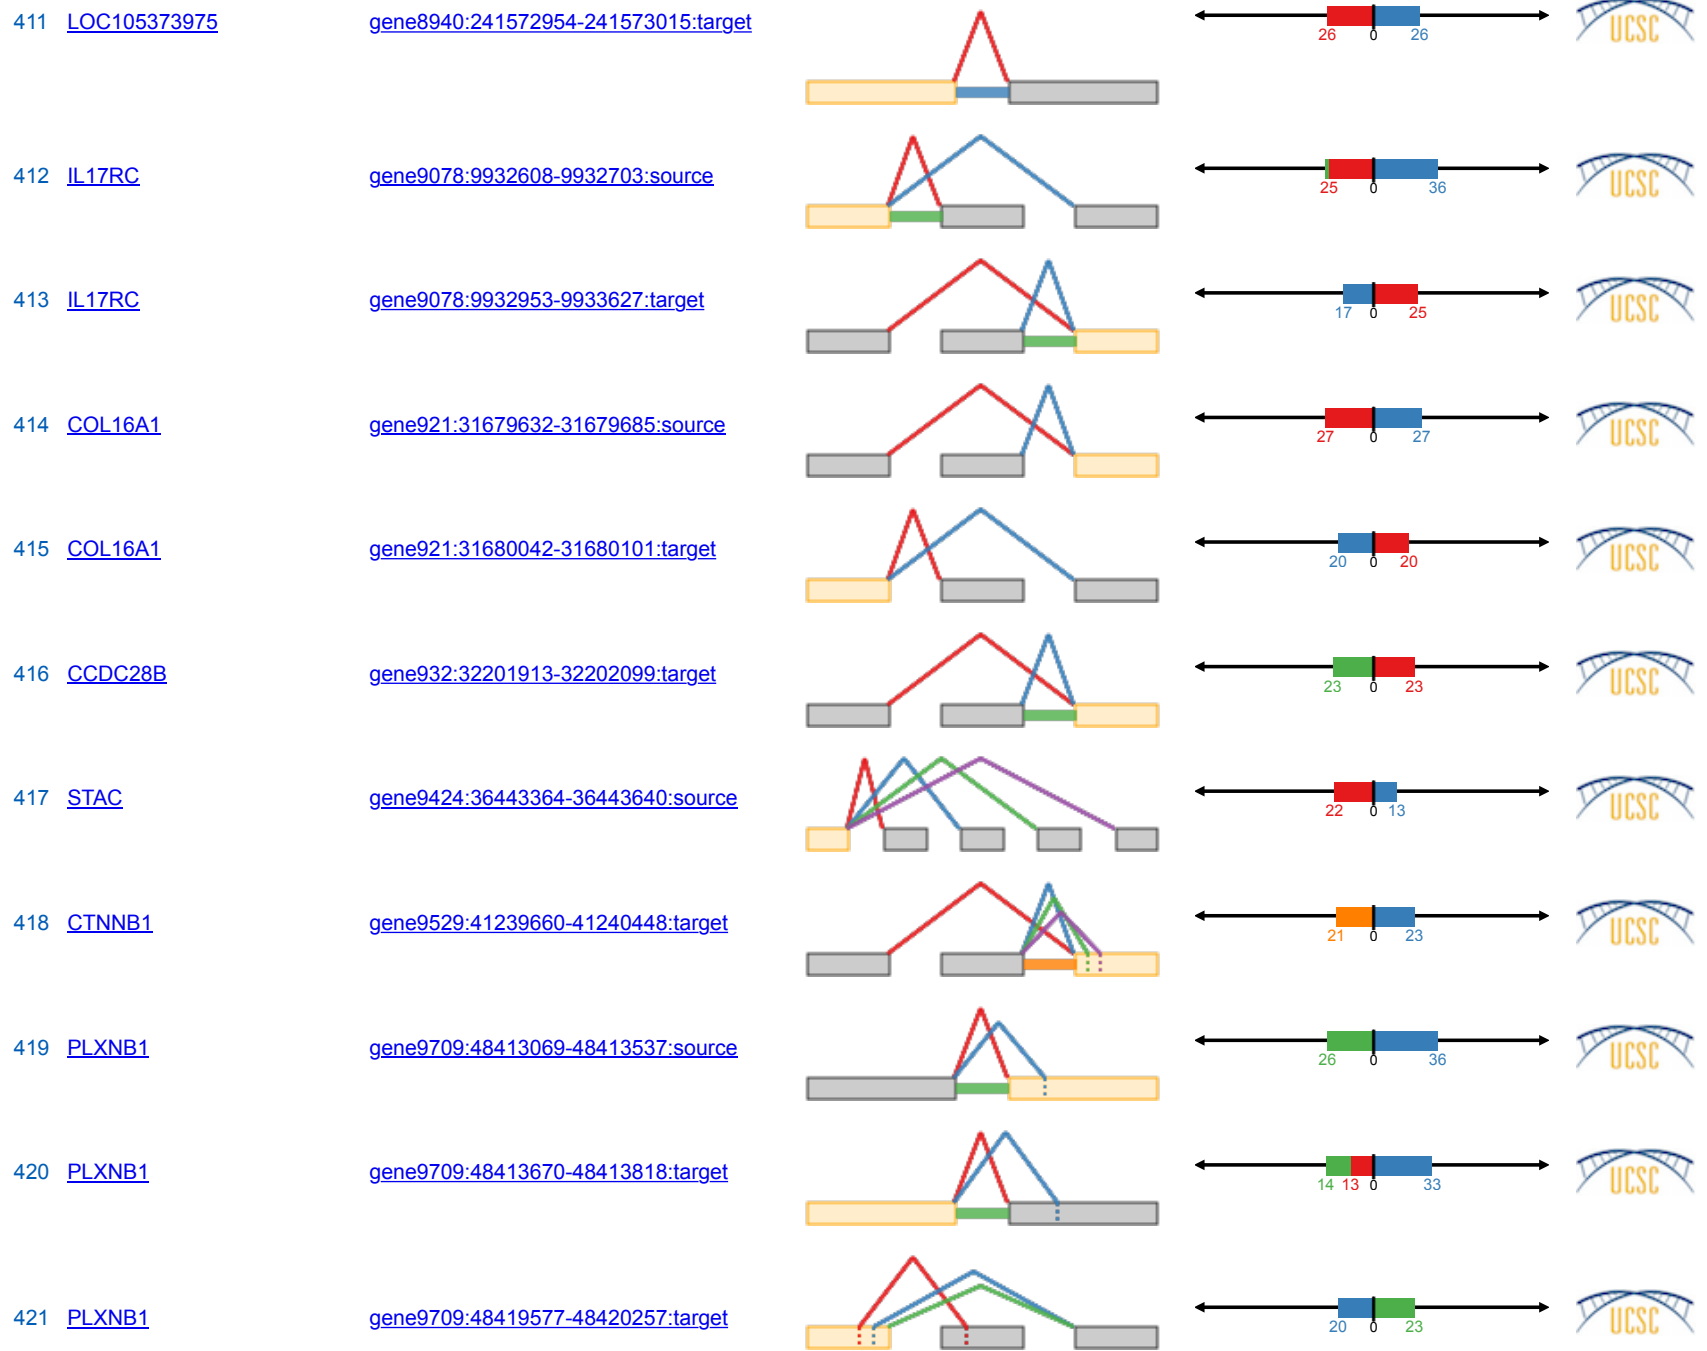 411 LOC105373975 gene8940:241572954-241573015:target 26 0 26 UCSC
412 IL17RC gene9078:9932608-9932703:source 25 0 36 UCSC
413 IL17RC gene9078:9932953-9933627:target 17 0 25 UCSC
414 COL16A1 gene921:31679632-31679685:source 27 0 27 UCSC
415 COL16A1 gene921:31680042-31680101:target 20 0 20 UCSC
416 CCDC28B gene932:32201913-32202099:target 23 0 23 UCSC
417 STAC gene9424:36443364-36443640:source 22 0 13 UCSC
418 CTNNB1 gene9529:41239660-41240448:target 21 0 23 UCSC
419 PLXNB1 gene9709:48413069-48413537:source 26 0 36 UCSC
420 PLXNB1 gene9709:48413670-48413818:target 14 13 0 33 UCSC
421 PLXNB1 gene9709:48419577-48420257:target 20 0 23 UCSC